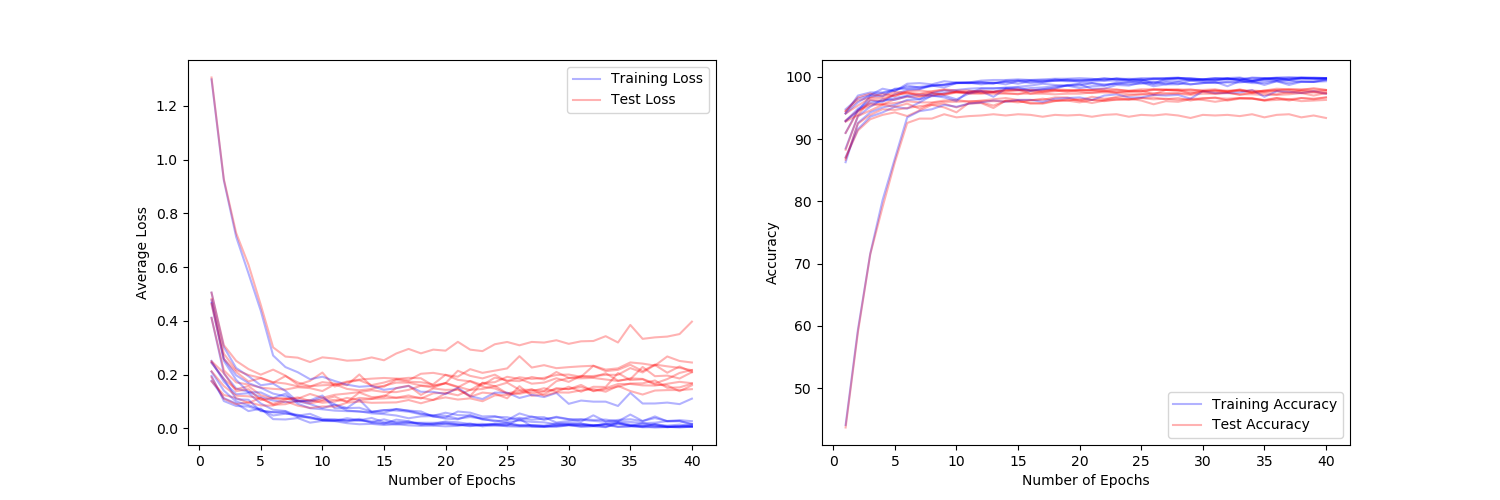 Training Loss
Test Loss
Average Loss
1.2
1.0
0.8
0.6
0.4
0.2
0.0
0 5 10 15 20 25 30 35 40
Number of Epochs
Training Accuracy
Test Accuracy
Accuracy
100
90
80
70
60
50
0 5 10 15 20 25 30 35 40
Number of Epochs